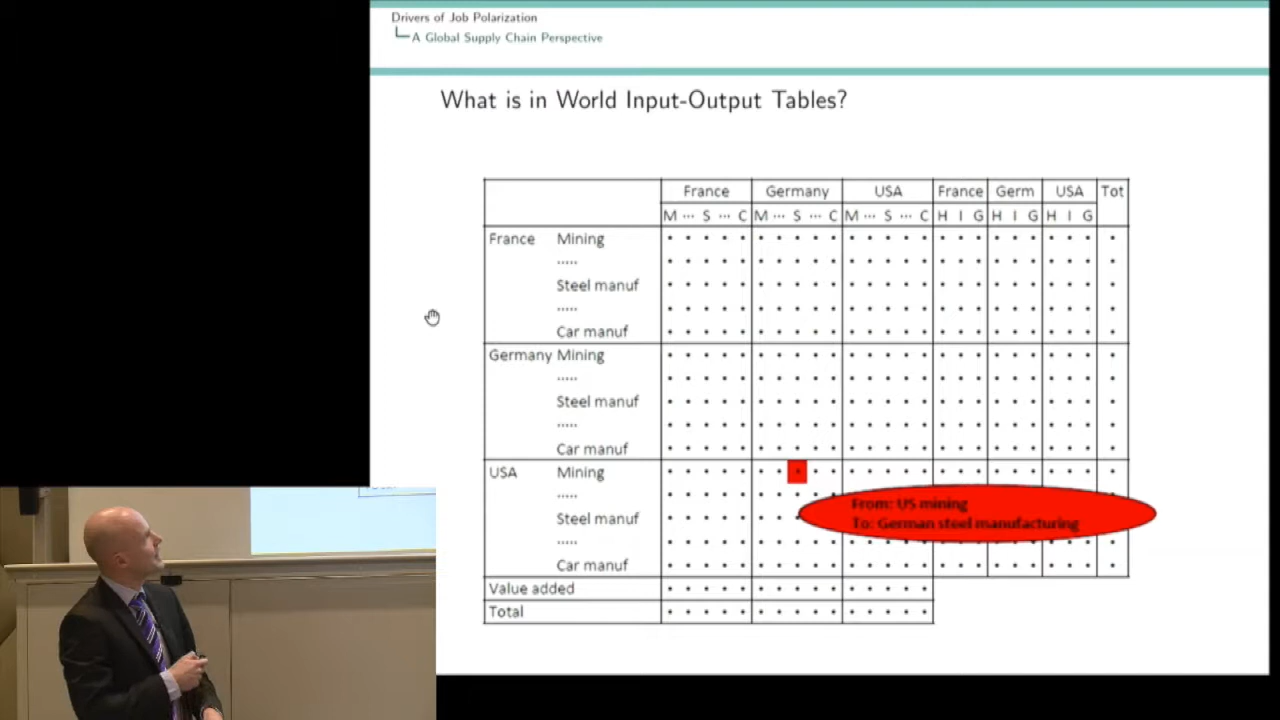 Drivers of Job Polarization
A Global Supply Chain Perspective
What is in World Input-Output Tables?
France Germany USA France Germ USA Tot
M ... S ... C M ... S ... C M ... S ... C H I G H I G H I G
France Mining
.....
Steel manuf
.....
Car manuf
Germany Mining
.....
Steel manuf
.....
Car manuf
USA Mining
.....
From: US mining
Steel manuf
To: German steel manufacturing
.....
Car manuf
Value added
Total